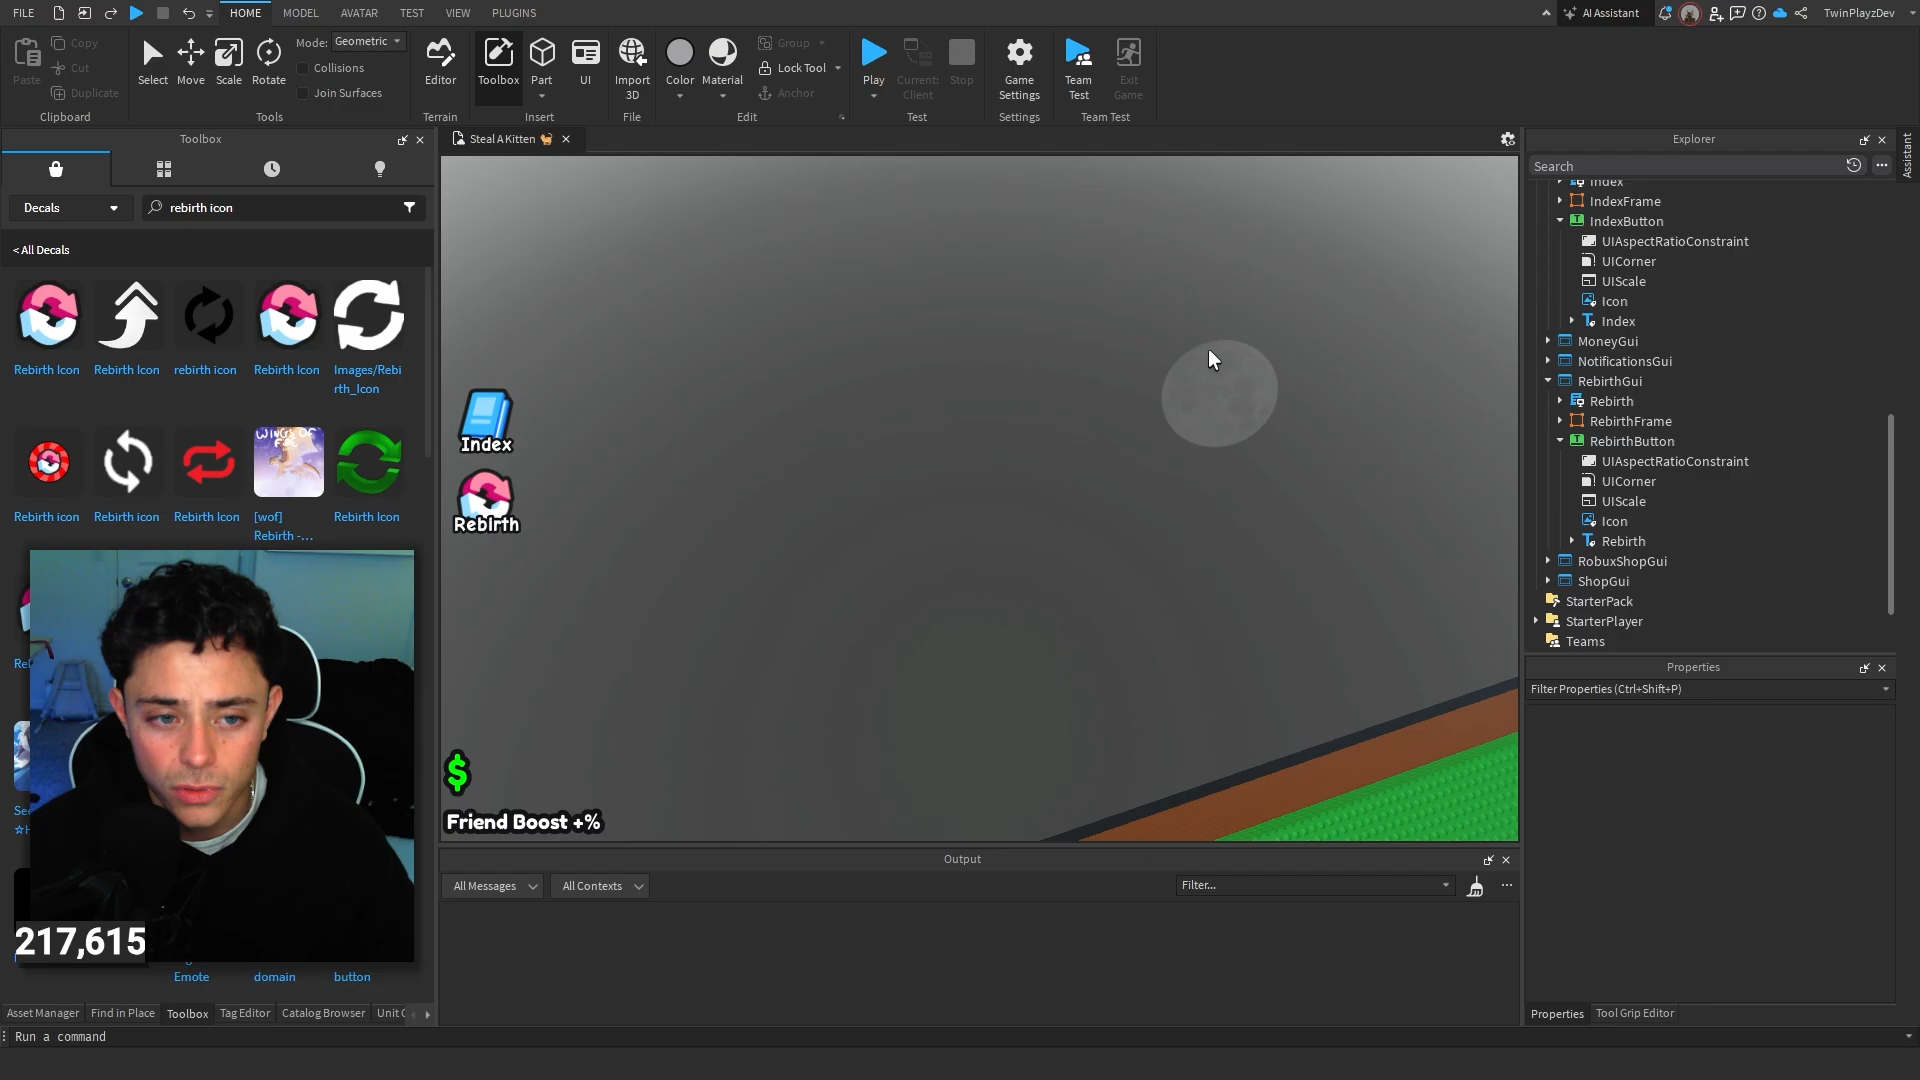 FILE
HOME
MODEL
AVATAR
TEST
VIEW
PLUGINS
AI Assistant
TwinPlayzDev
Paste
Copy
Cut
Duplicate
Clipboard
Select
Move
Scale
Rotate
Mode: Geometric
Collisions
Join Surfaces
Tools
Editor
Terrain
Toolbox
Part
UI
Insert
Import
3D
File
Color
Material
Group
Lock Tool
Anchor
Edit
Play
Current:
Client
Stop
Test
Game
Settings
Settings
Team
Test
Exit
Game
Team Test
Toolbox
Decals
rebirth icon
< All Decals
Rebirth Icon
Rebirth Icon
rebirth icon
Rebirth Icon
Images/Rebi
rth_Icon
WINGS OF
Rebirth icon
Rebirth icon
Rebirth Icon
[wof]
Rebirth -...
Rebirth Icon
217,615
Emote
domain
button
Asset Manager
Find in Place
Toolbox
Tag Editor
Catalog Browser
Run a command
Steal A Kitten
Index
Rebirth
$
Friend Boost +%
Output
All Messages
All Contexts
Filter...
Explorer
Assistant
Search
Index
IndexFrame
IndexButton
UIAspectRatioConstraint
UICorner
UIScale
Icon
Index
MoneyGui
NotificationsGui
RebirthGui
Rebirth
RebirthFrame
RebirthButton
UIAspectRatioConstraint
UICorner
UIScale
Icon
Rebirth
RobuxShopGui
ShopGui
StarterPack
StarterPlayer
Teams
Properties
Filter Properties (Ctrl+Shift+P)
Properties
Tool Grip Editor